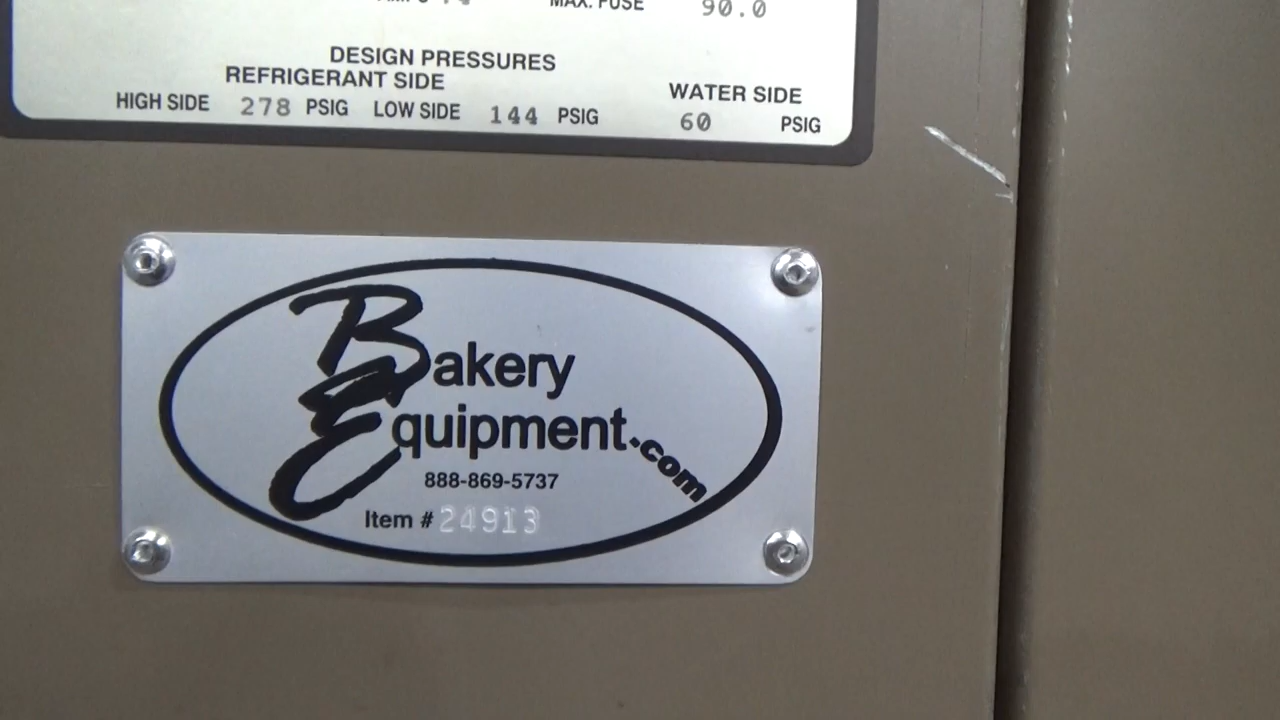 MAX. FUSE 90.0
DESIGN PRESSURES
REFRIGERANT SIDE
WATER SIDE
HIGH SIDE 278 PSIG LOW SIDE 144 PSIG 60 PSIG
Bakery
Equipment.com
888-869-5737
Item # 24913